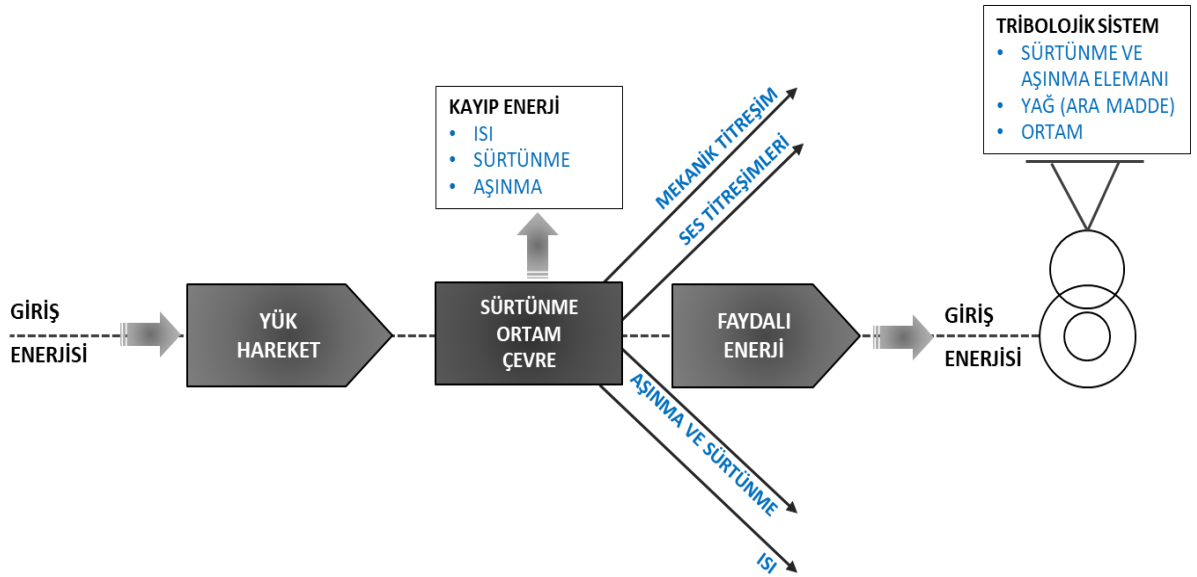 TRİBOLOJİK SİSTEM
• SÜRTÜNME VE
AŞINMA ELEMANI
• YAĞ (ARA MADDE)
• ORTAM
KAYIP ENERJİ
• ISI
• SÜRTÜNME
• AŞINMA
MEKANİK TİTREŞİM
SES TİTREŞİMLERİ
GİRİŞ
ENERJİSİ
YÜK
HAREKET
SÜRTÜNME
ORTAM
ÇEVRE
FAYDALI
ENERJİ
GİRİŞ
ENERJİSİ
AŞINMA VE SÜRTÜNME
ISI